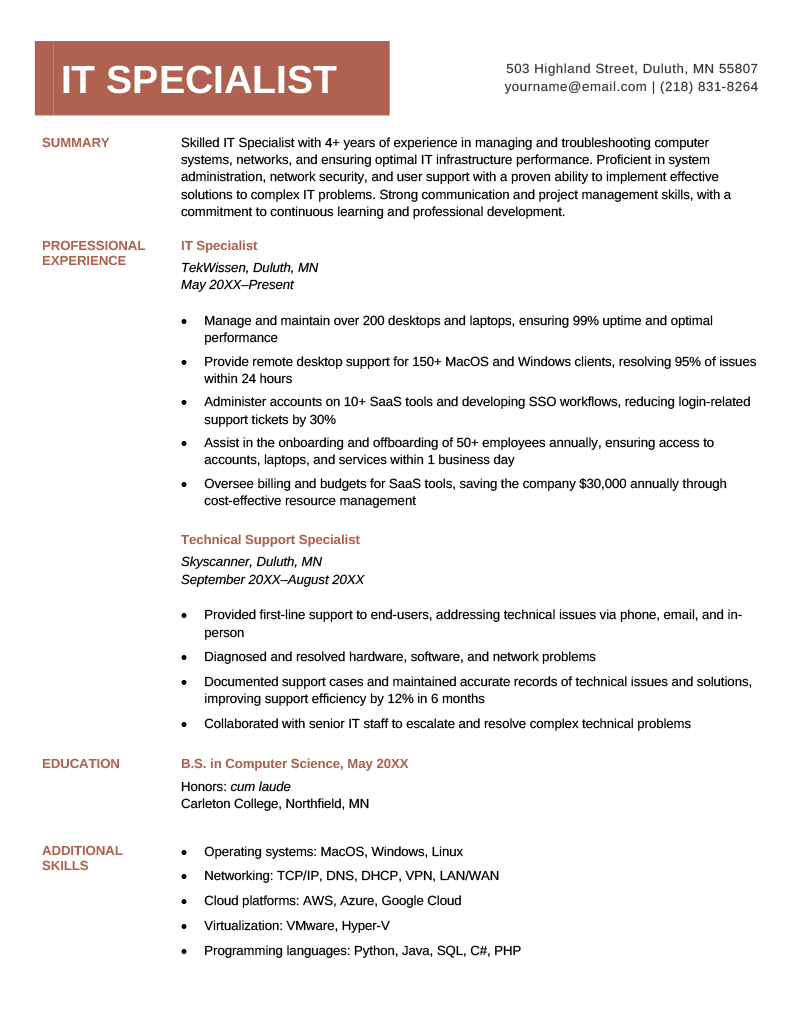 IT SPECIALIST
503 Highland Street, Duluth, MN 55807
yourname@email.com | (218) 831-8264
SUMMARY
Skilled IT Specialist with 4+ years of experience in managing and troubleshooting computer
systems, networks, and ensuring optimal IT infrastructure performance. Proficient in system
administration, network security, and user support with a proven ability to implement effective
solutions to complex IT problems. Strong communication and project management skills, with a
commitment to continuous learning and professional development.
PROFESSIONAL
EXPERIENCE
IT Specialist
TekWissen, Duluth, MN
May 20XX–Present
• Manage and maintain over 200 desktops and laptops, ensuring 99% uptime and optimal
performance
• Provide remote desktop support for 150+ MacOS and Windows clients, resolving 95% of issues
within 24 hours
• Administer accounts on 10+ SaaS tools and developing SSO workflows, reducing login-related
support tickets by 30%
• Assist in the onboarding and offboarding of 50+ employees annually, ensuring access to
accounts, laptops, and services within 1 business day
• Oversee billing and budgets for SaaS tools, saving the company $30,000 annually through
cost-effective resource management
Technical Support Specialist
Skyscanner, Duluth, MN
September 20XX–August 20XX
• Provided first-line support to end-users, addressing technical issues via phone, email, and in-
person
• Diagnosed and resolved hardware, software, and network problems
• Documented support cases and maintained accurate records of technical issues and solutions,
improving support efficiency by 12% in 6 months
• Collaborated with senior IT staff to escalate and resolve complex technical problems
EDUCATION
B.S. in Computer Science, May 20XX
Honors: cum laude
Carleton College, Northfield, MN
ADDITIONAL
SKILLS
• Operating systems: MacOS, Windows, Linux
• Networking: TCP/IP, DNS, DHCP, VPN, LAN/WAN
• Cloud platforms: AWS, Azure, Google Cloud
• Virtualization: VMware, Hyper-V
• Programming languages: Python, Java, SQL, C#, PHP